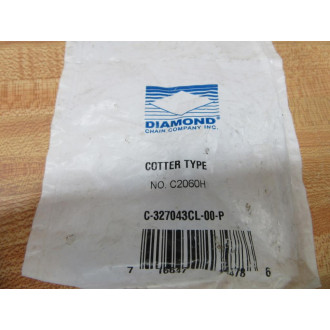 DIAMOND
CHAIN COMPANY INC.
COTTER TYPE
NO. C2060H
C-327043CL-00-P